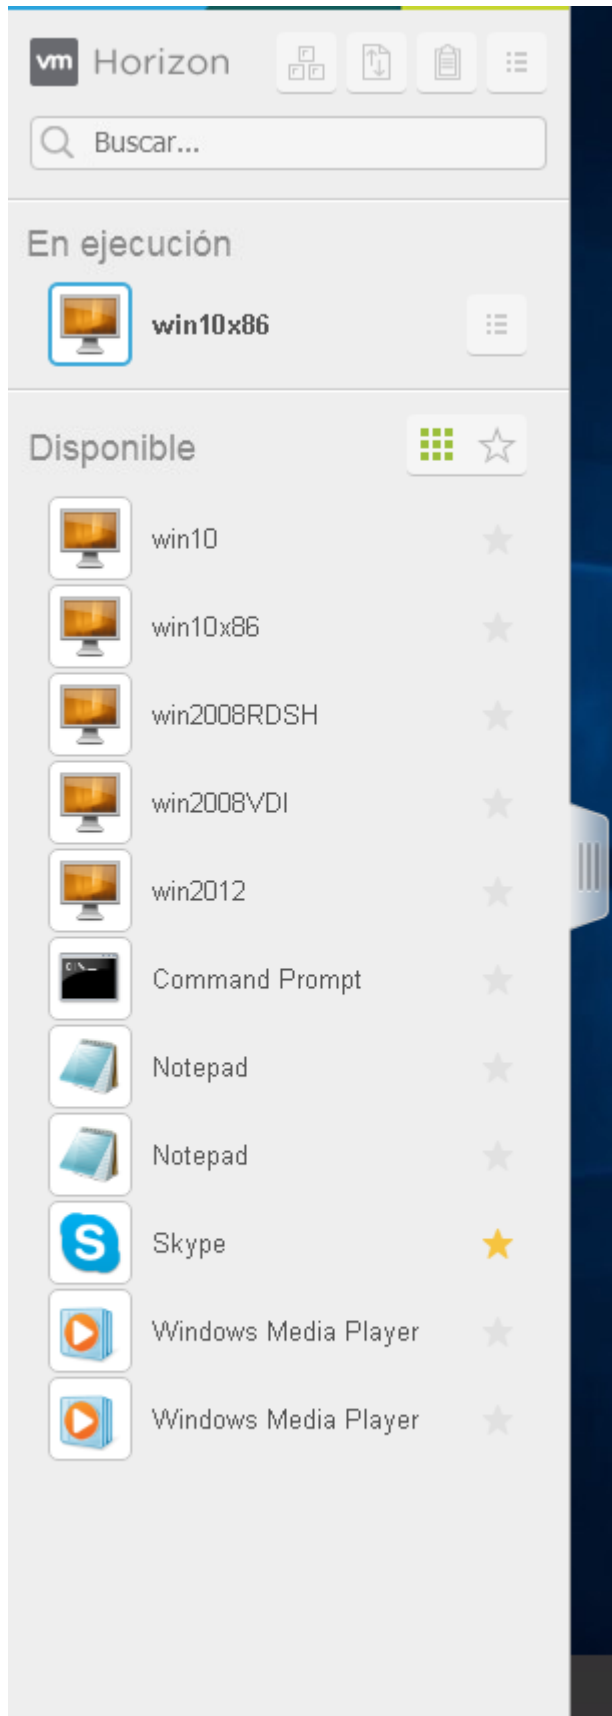 vm Horizon
Buscar...
En ejecución
win10x86
Disponible
win10
win10x86
win2008RDSH
win2008VDI
win2012
Command Prompt
Notepad
Notepad
Skype
Windows Media Player
Windows Media Player